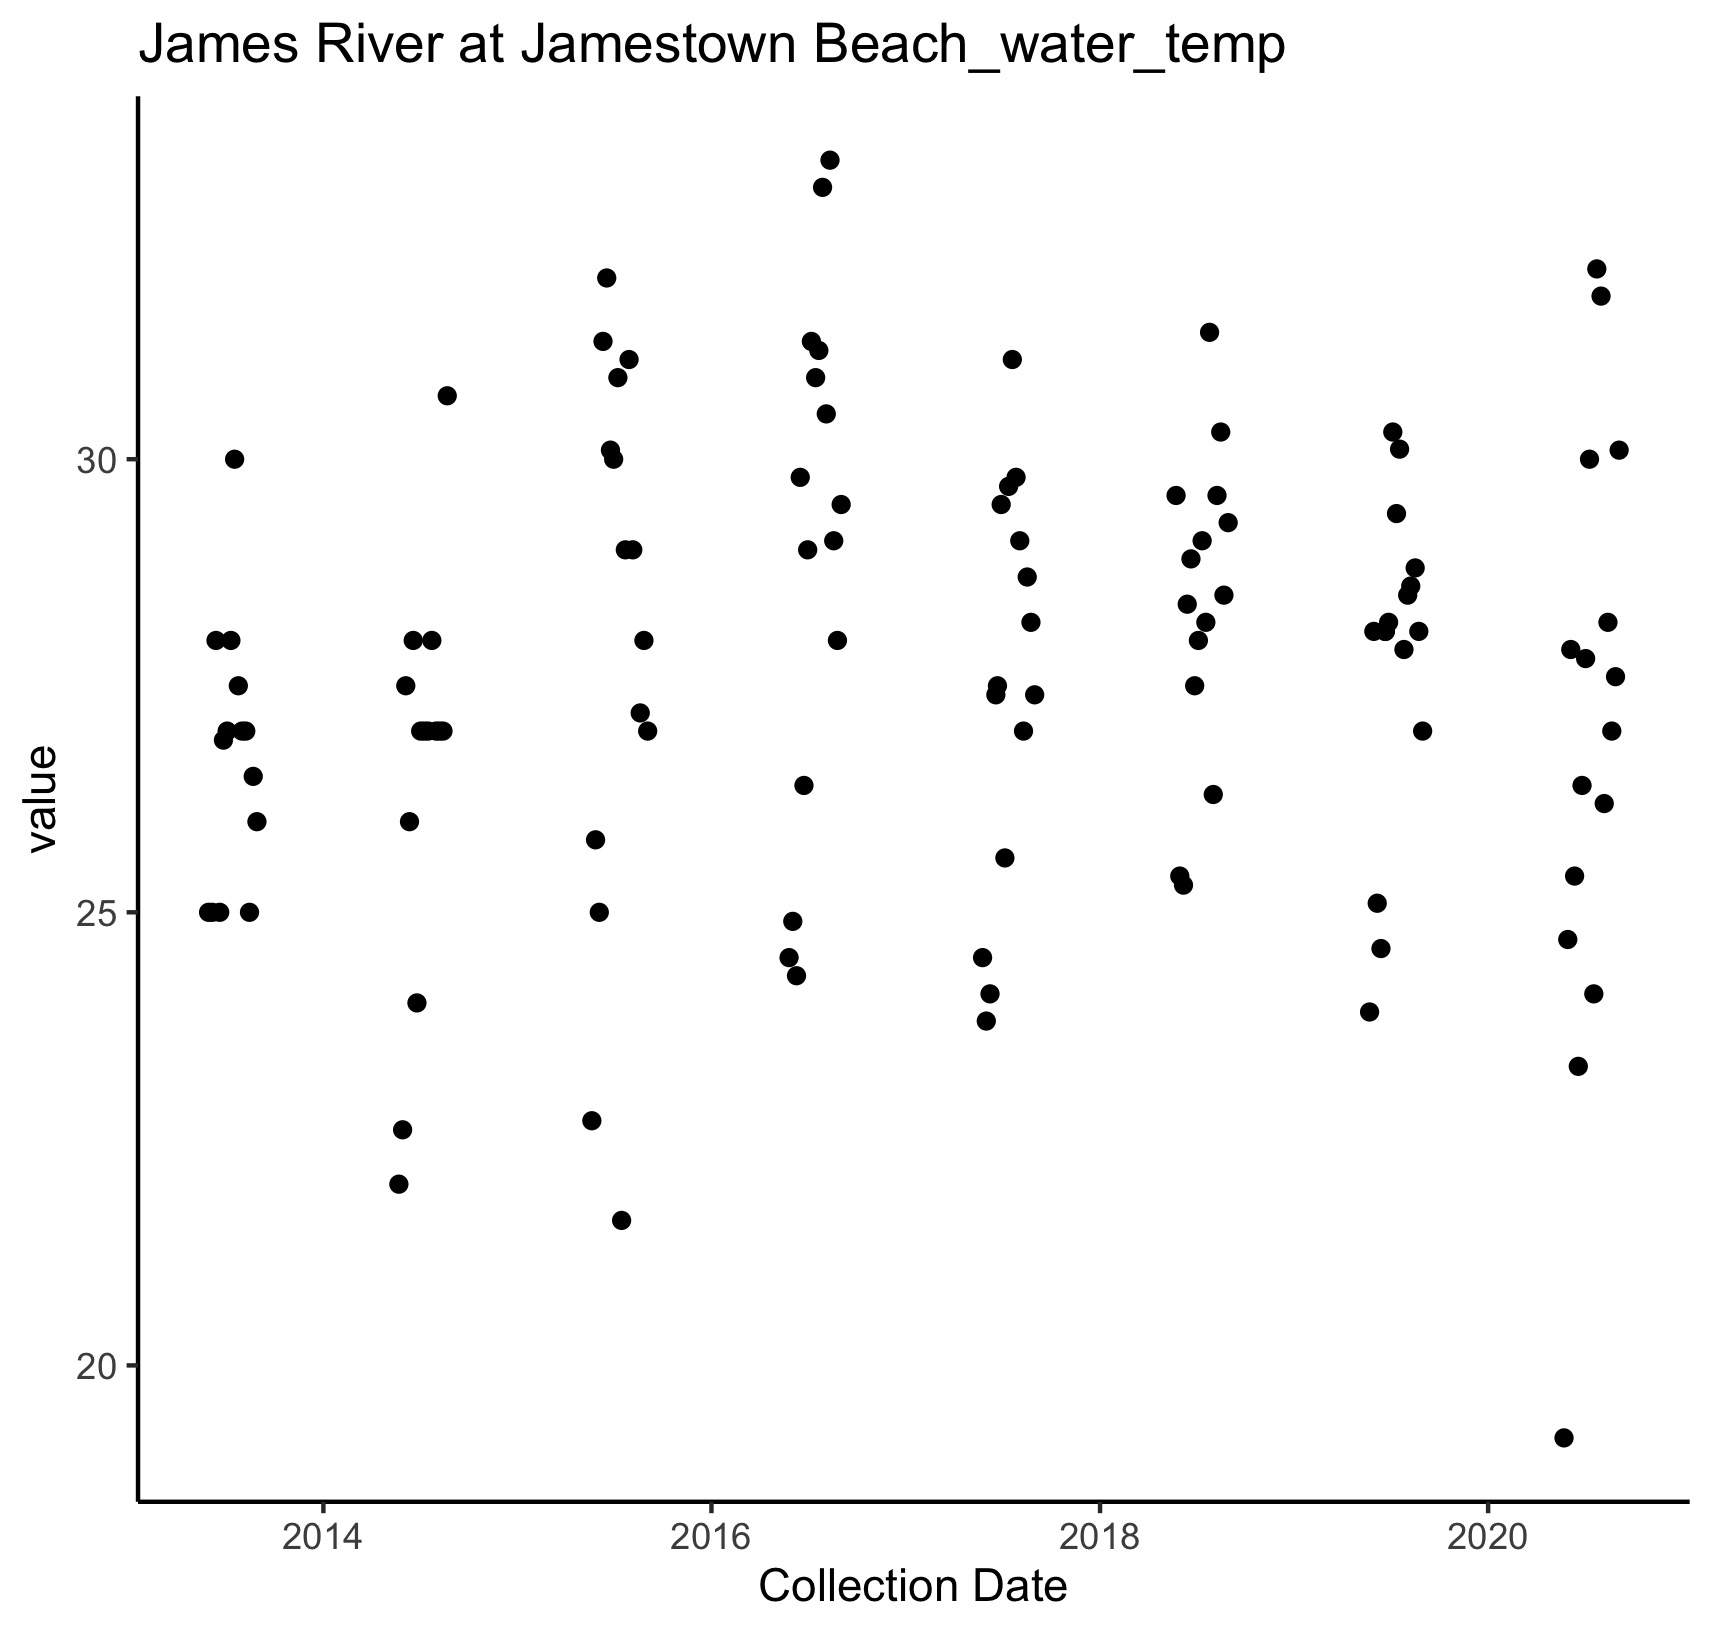 James River at Jamestown Beach_water_temp
30
25
20
value
2014 2016 2018 2020
Collection Date